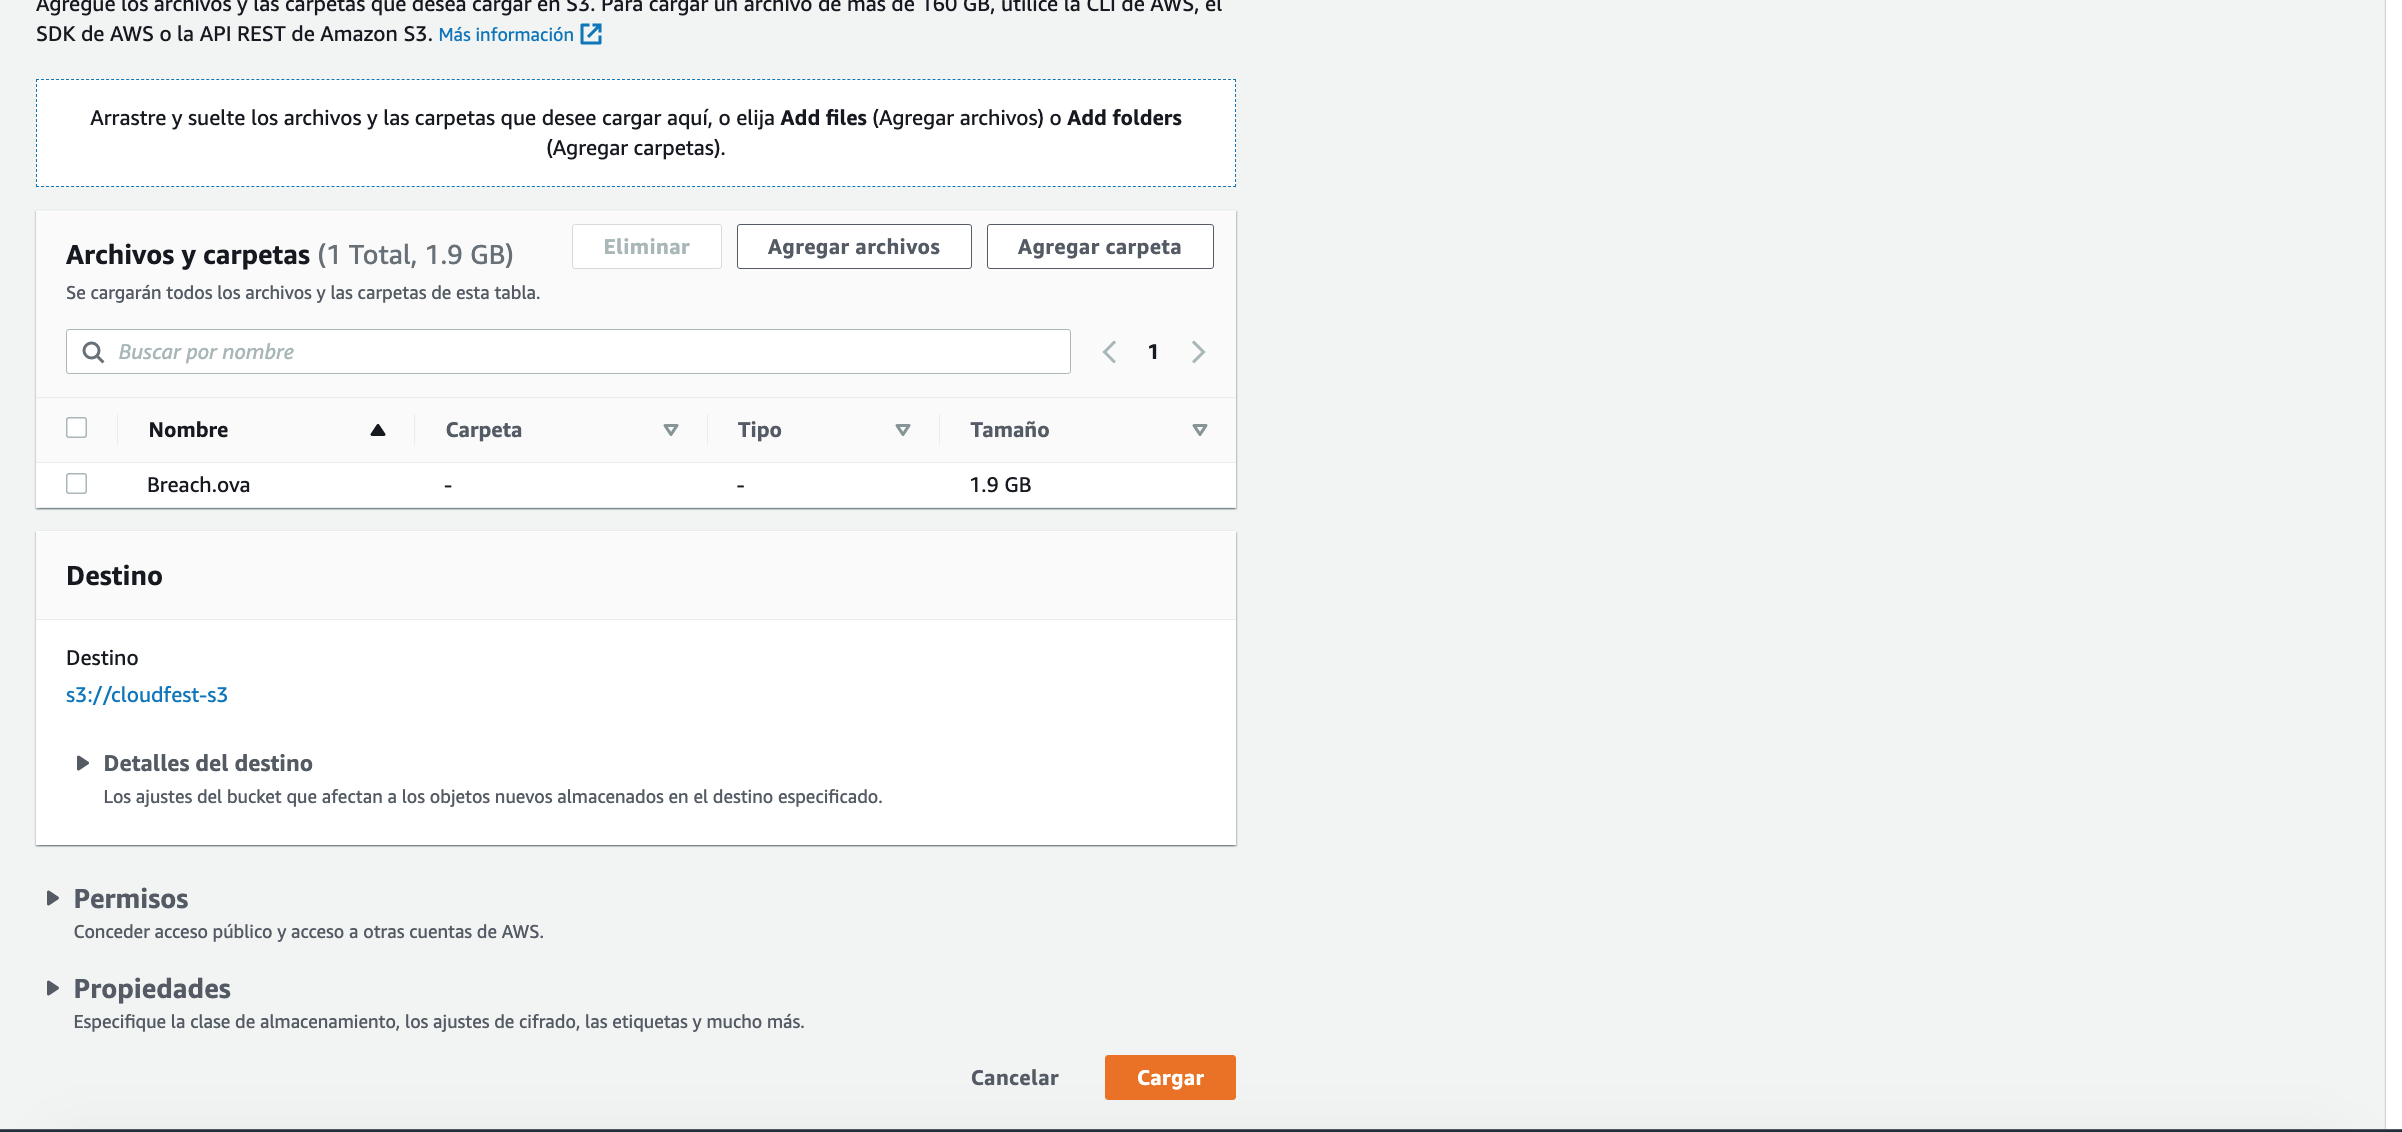 Agregue los archivos y las carpetas que desea cargar en S3. Para cargar un archivo de más de 160 GB, utilice la CLI de AWS, el
SDK de AWS o la API REST de Amazon S3. Más información
Arrastre y suelte los archivos y las carpetas que desee cargar aquí, o elija Add files (Agregar archivos) o Add folders
(Agregar carpetas).
Archivos y carpetas (1 Total, 1.9 GB)
Eliminar
Agregar archivos
Agregar carpeta
Se cargarán todos los archivos y las carpetas de esta tabla.
Buscar por nombre
1
Nombre Carpeta Tipo Tamaño
Breach.ova - - 1.9 GB
Destino
Destino
s3://cloudfest-s3
Detalles del destino
Los ajustes del bucket que afectan a los objetos nuevos almacenados en el destino especificado.
Permisos
Conceder acceso público y acceso a otras cuentas de AWS.
Propiedades
Especifique la clase de almacenamiento, los ajustes de cifrado, las etiquetas y mucho más.
Cancelar
Cargar